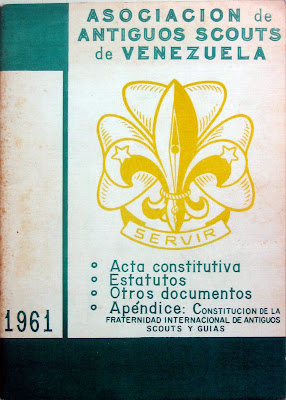 ASOCIACION de
ANTIGUOS SCOUTS
de VENEZUELA
SERVIR
Acta constitutiva
Estatutos
Otros documentos
Apéndice: CONSTITUCION DE LA
FRATERNIDAD INTERNACIONAL DE ANTIGUOS
SCOUTS Y GUIAS
1961